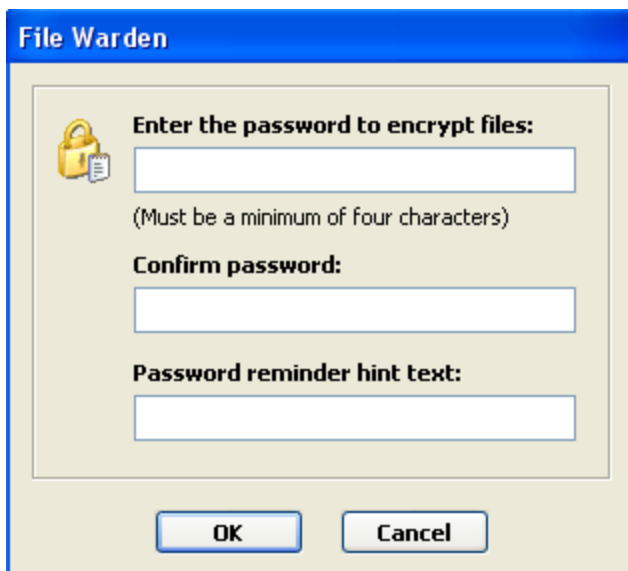 File Warden
Enter the password to encrypt files:
(Must be a minimum of four characters)
Confirm password:
Password reminder hint text:
OK
Cancel